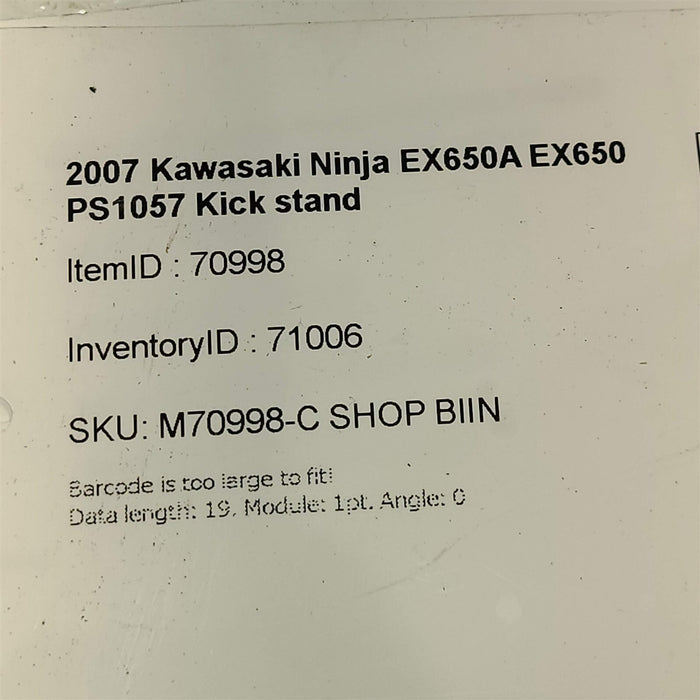 2007 Kawasaki Ninja EX650A EX650
PS1057 Kick stand
ItemID : 70998
InventoryID : 71006
SKU: M70998-C SHOP BIIN
Barcode is too large to fit!
Data length: 19, Module: 1pt. Angle: 0